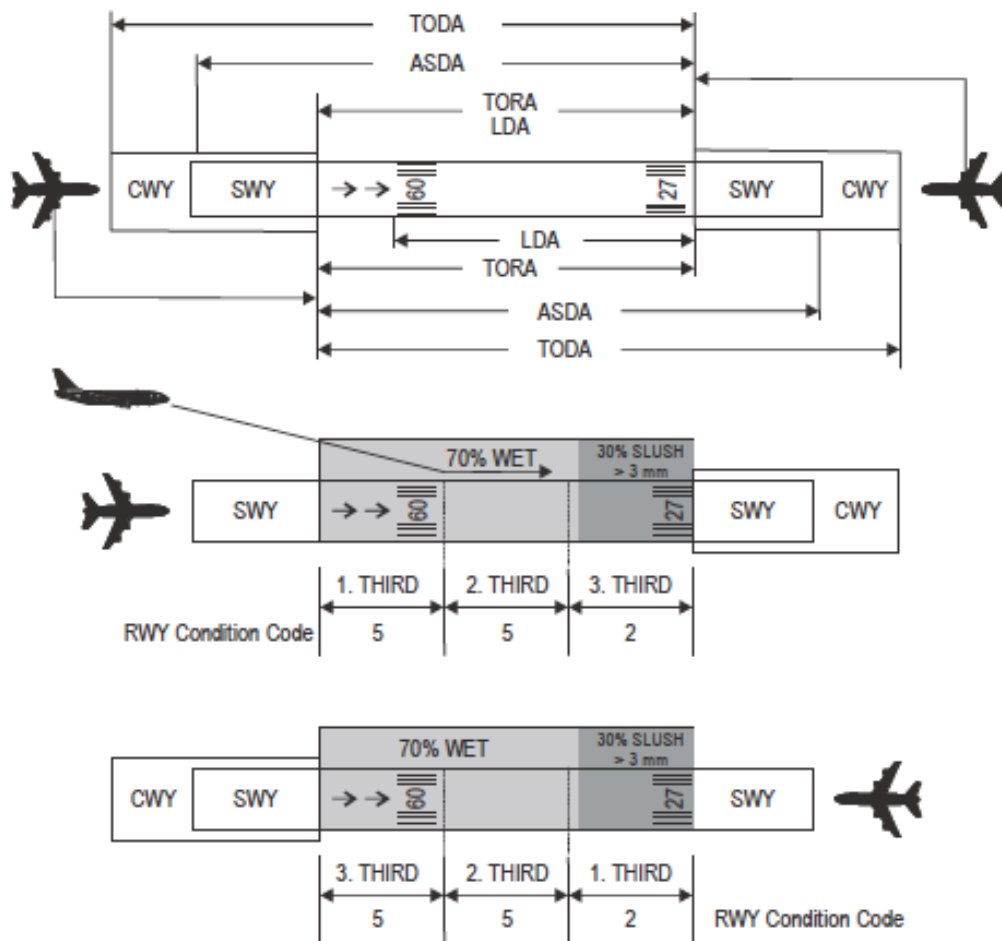 TODA
ASDA
TORA
LDA
CWY SWY 09 27 SWY CWY
LDA
TORA
ASDA
TODA
70% WET 30% SLUSH
> 3 mm
SWY 09 27 SWY CWY
1. THIRD 2. THIRD 3. THIRD
RWY Condition Code 5 5 2
70% WET 30% SLUSH
> 3 mm
CWY SWY 09 27 SWY
3. THIRD 2. THIRD 1. THIRD
5 5 2 RWY Condition Code